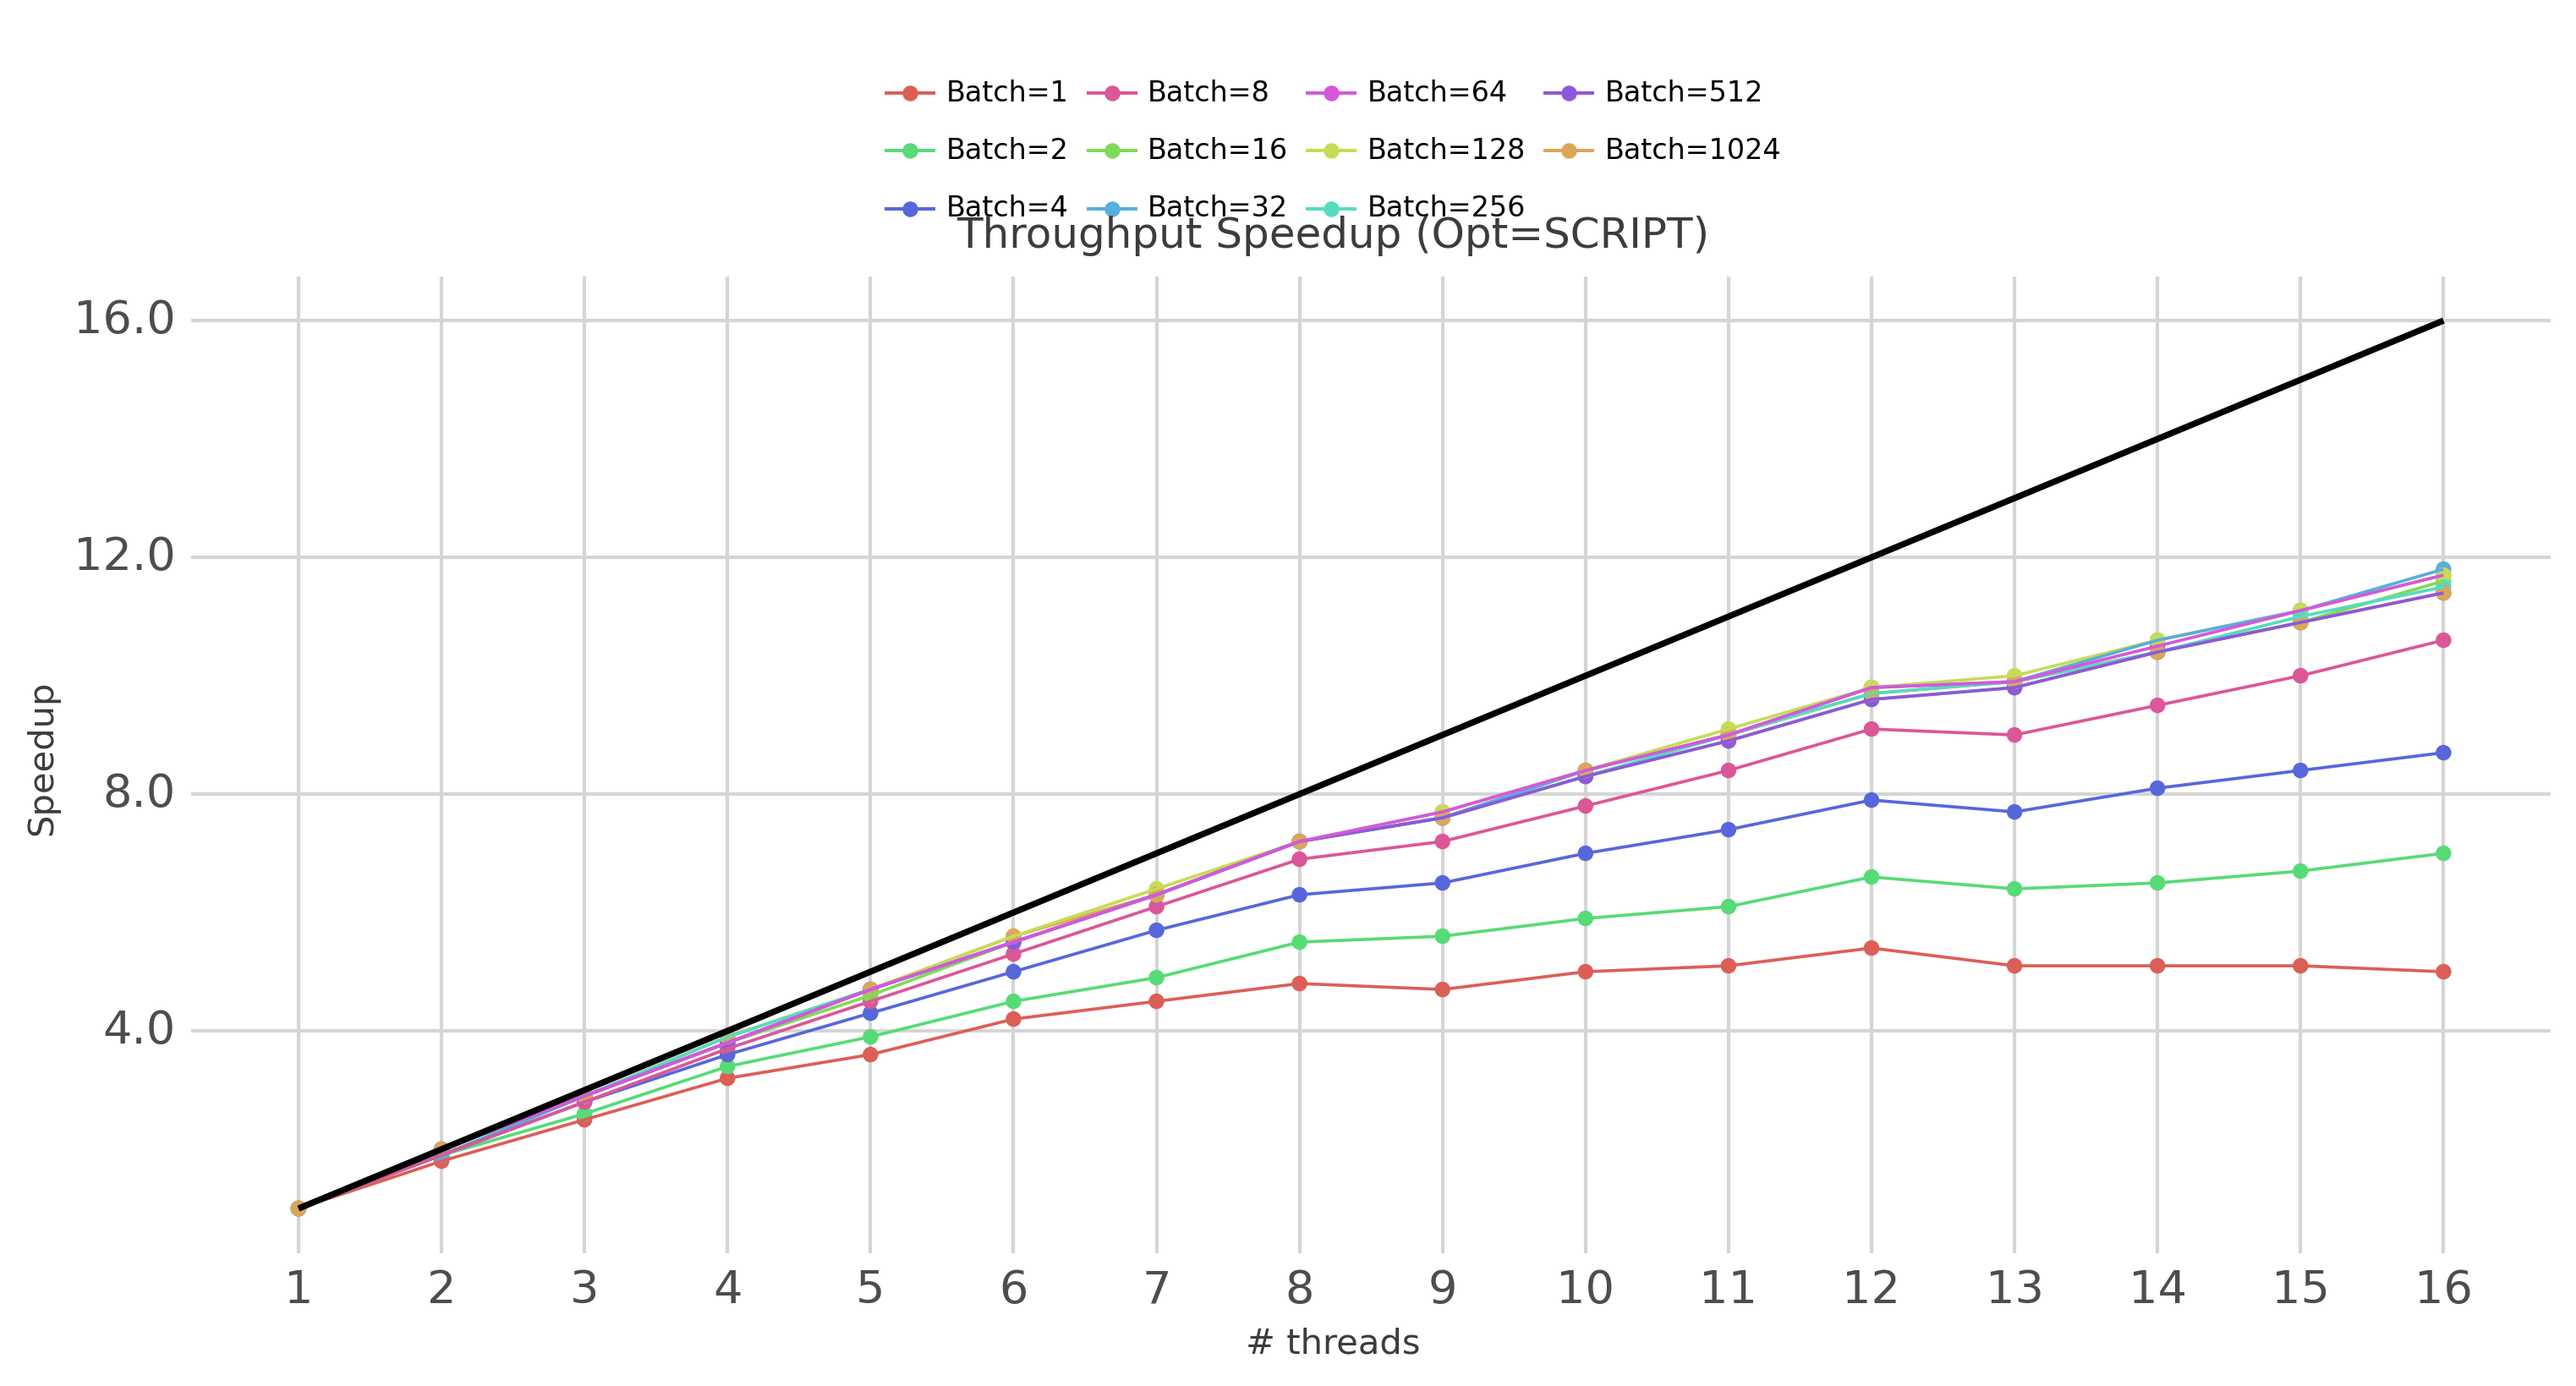 Batch=1 Batch=8 Batch=64 Batch=512
Batch=2 Batch=16 Batch=128 Batch=1024
Batch=4 Batch=32 Batch=256
Throughput Speedup (Opt=SCRIPT)
16.0
12.0
8.0
4.0
Speedup
1 2 3 4 5 6 7 8 9 10 11 12 13 14 15 16
# threads